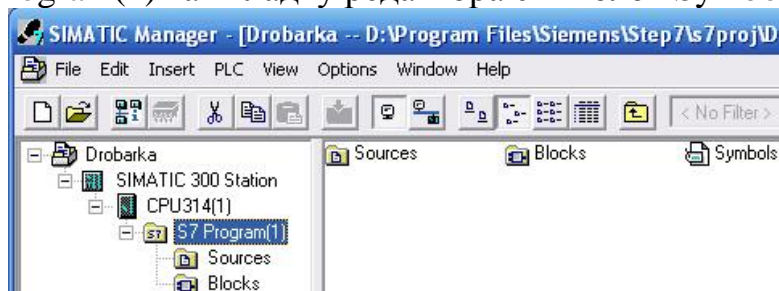 SIMATIC Manager - [Drobarka -- D:\Program Files\Siemens\Step7\s7proj\D
File Edit Insert PLC View Options Window Help
< No Filter >
Drobarka
SIMATIC 300 Station
CPU314(1)
S7 Program(1)
Sources
Blocks
Sources Blocks Symbols